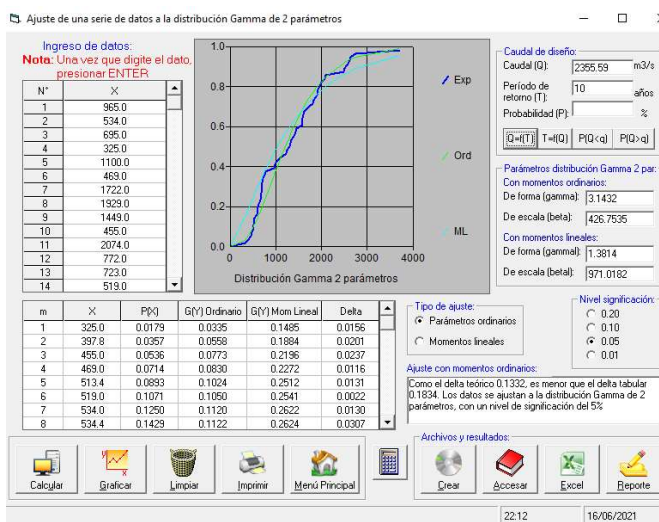 Ajuste de una serie de datos a la distribución Gamma de 2 parámetros
Ingreso de datos:
Nota: Una vez que digite el dato,
presionar ENTER
N° X
1 965.0
2 534.0
3 695.0
4 325.0
5 1100.0
6 469.0
7 1722.0
8 1929.0
9 1449.0
10 455.0
11 2074.0
12 772.0
13 723.0
14 519.0
1.0
0.8
0.6
0.4
0.2
0.0
0 1000 2000 3000 4000
Distribución Gamma 2 parámetros
Exp
Ord
ML
Caudal de diseño:
Caudal (Q): 2355.59 m3/s
Período de
retorno (T): 10 años
Probabilidad (P): %
Q=f(T) T=f(Q) P(Q<q) P(Q>q)
Parámetros distribución Gamma 2 par:
Con momentos ordinarios:
De forma (gamma): 3.1432
De escala (beta): 426.7535
Con momentos lineales:
De forma (gammal): 1.3814
De escala (betal): 971.0182
m X P(X) G(Y) Ordinario G(Y) Mom Lineal Delta
1 325.0 0.0179 0.0335 0.1485 0.0156
2 397.8 0.0357 0.0558 0.1884 0.0201
3 455.0 0.0536 0.0773 0.2196 0.0237
4 469.0 0.0714 0.0830 0.2272 0.0116
5 513.4 0.0893 0.1024 0.2512 0.0131
6 519.0 0.1071 0.1050 0.2541 0.0022
7 534.0 0.1250 0.1120 0.2622 0.0130
8 534.4 0.1429 0.1122 0.2624 0.0307
Tipo de ajuste:
Parámetros ordinarios
Momentos lineales
Nivel significación:
0.20
0.10
0.05
0.01
Ajuste con momentos ordinarios:
Como el delta teórico 0.1332, es menor que el delta tabular
0.1834. Los datos se ajustan a la distribución Gamma de 2
parámetros, con un nivel de significación del 5%
Calcular
Graficar
Limpiar
Imprimir
Menú Principal
Archivos y resultados:
Crear
Accesar
Excel
Reporte
22:12 16/06/2021